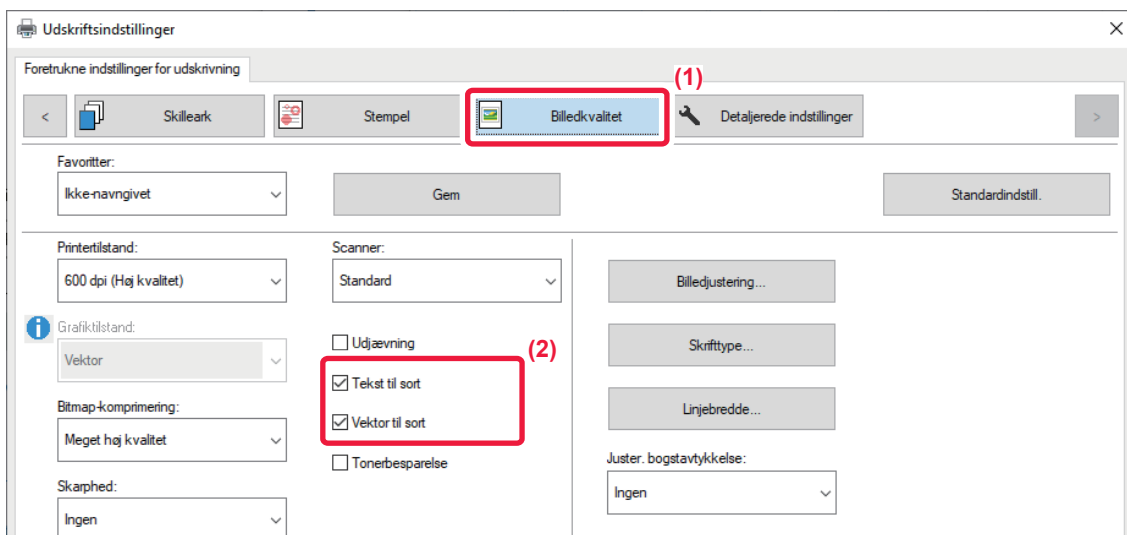 Udskriftsindstillinger
Foretrukne indstillinger for udskrivning
(1)
< Skilleark Stempel Billedkvalitet Detaljerede indstillinger >
Favoritter:
Ikke-navngivet Gem Standardindstill.
Printertilstand: Scanner:
600 dpi (Høj kvalitet) Standard Billedjustering...
Grafiktilstand:
Vektor Udjævning (2) Skrifttype...
Tekst til sort
Bitmap-komprimering: Vektor til sort Linjebredde...
Meget høj kvalitet
Tonerbesparelse Juster. bogstavtykkelse:
Skarphed:
Ingen Ingen